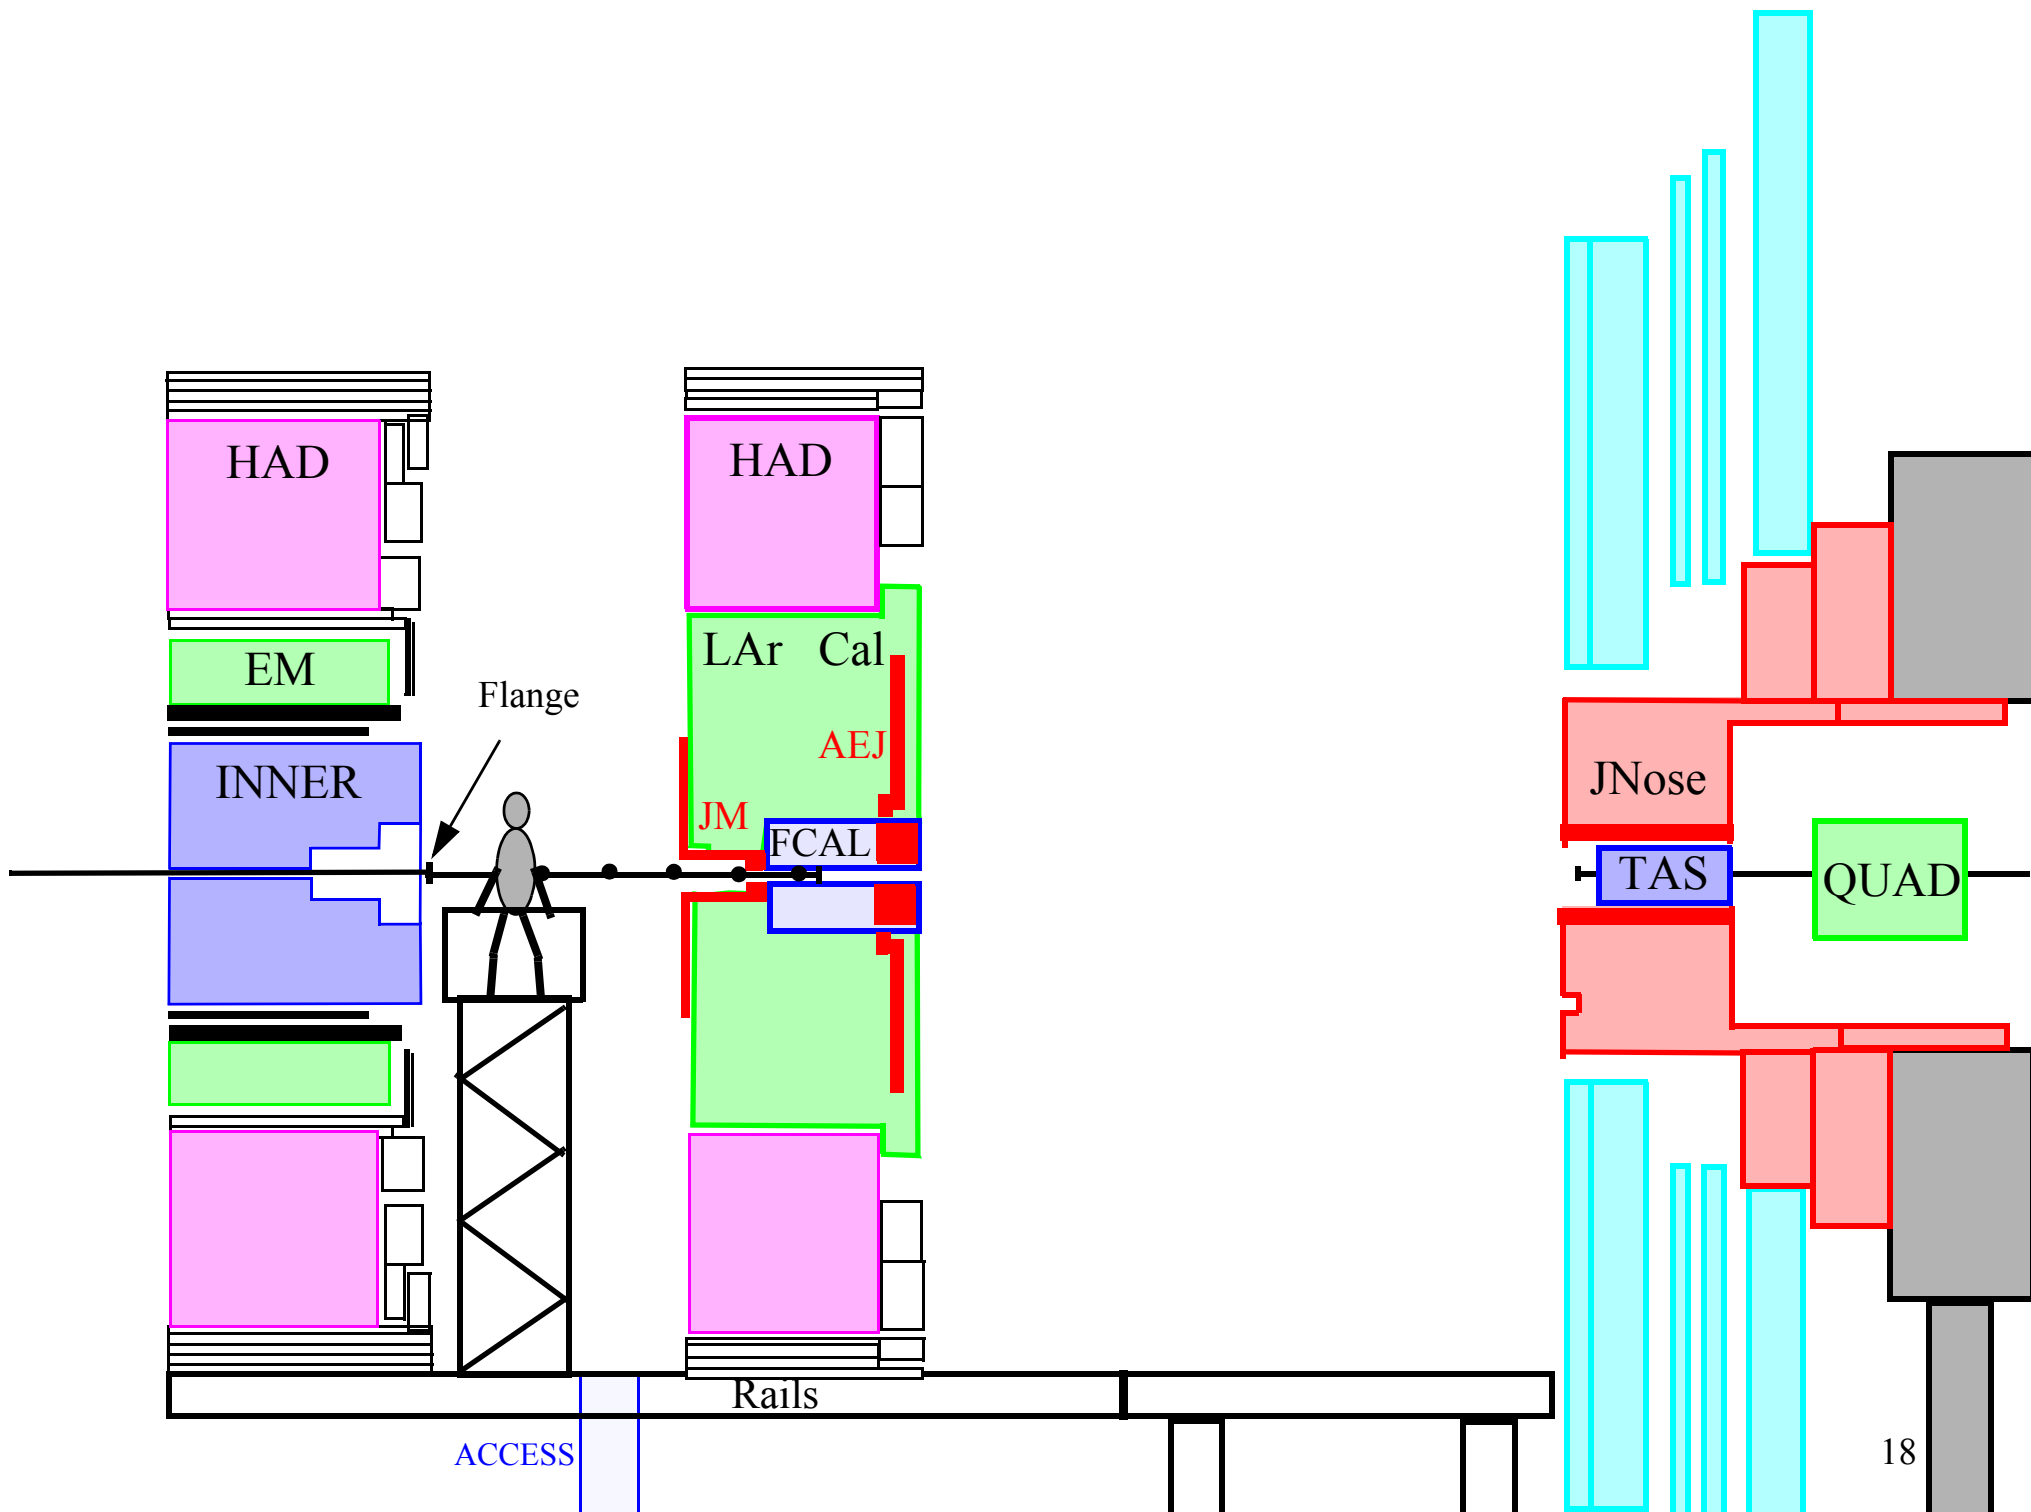 HAD
HAD
EM
LAr Cal
Flange
AEJ
INNER
JM
JNose
FCAL
TAS
QUAD
Rails
ACCESS
18